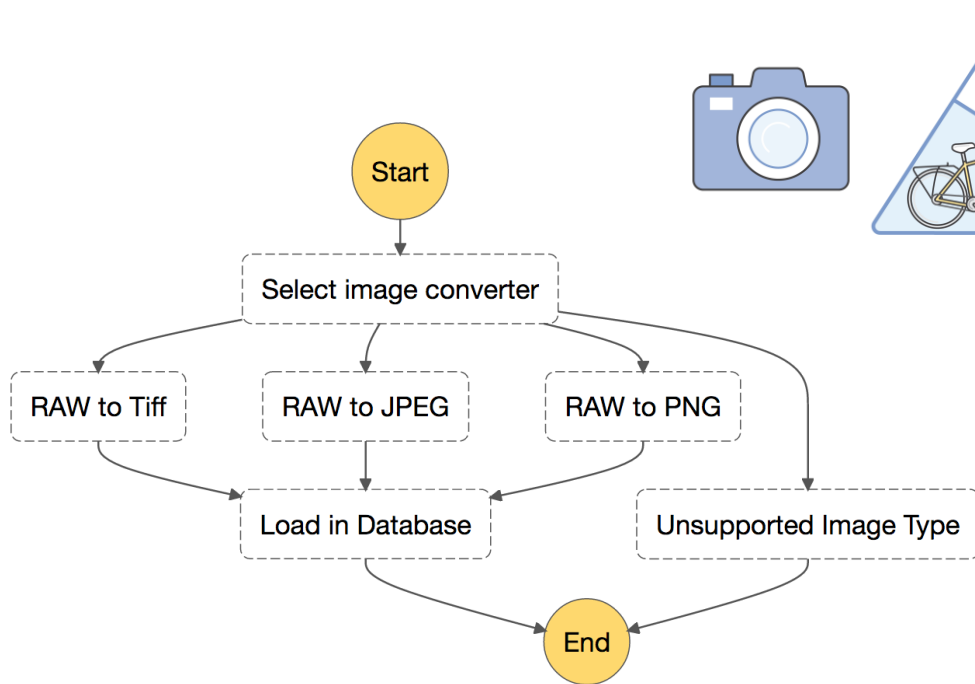 Start
Select image converter
RAW to Tiff
RAW to JPEG
RAW to PNG
Load in Database
Unsupported Image Type
End